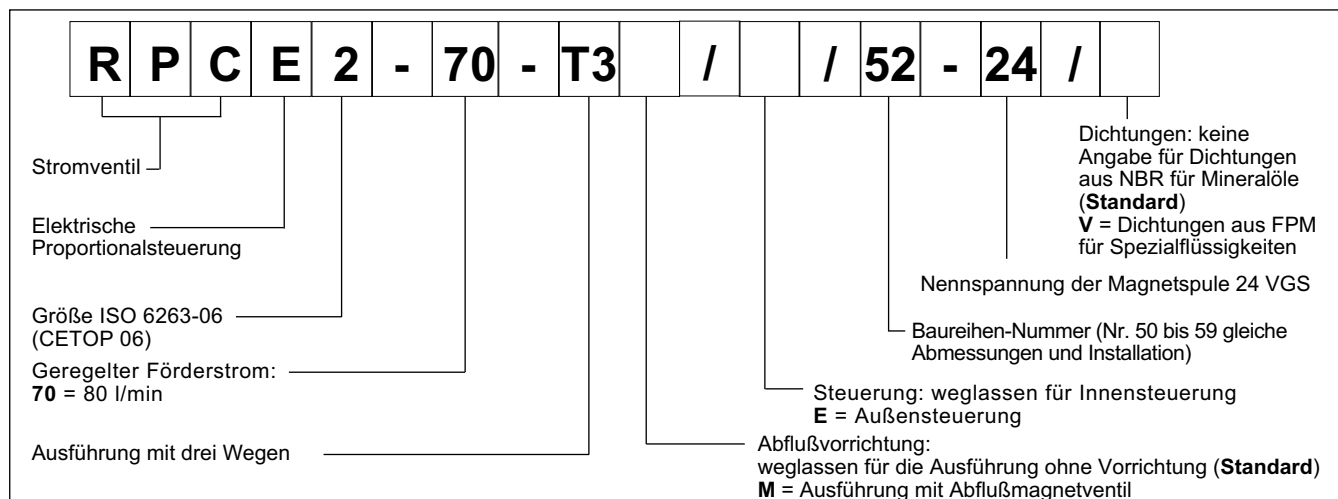 R P C E 2 - 70 - T3 / / 52 - 24 /
Stromventil
Elektrische
Proportionalsteuerung
Größe ISO 6263-06
(CETOP 06)
Geregelter Förderstrom:
70 = 80 l/min
Ausführung mit drei Wegen
Dichtungen: keine
Angabe für Dichtungen
aus NBR für Mineralöle
(Standard)
V = Dichtungen aus FPM
für Spezialflüssigkeiten
Nennspannung der Magnetspule 24 VGS
Baureihen-Nummer (Nr. 50 bis 59 gleiche
Abmessungen und Installation)
Steuerung: weglassen für Innensteuerung
E = Außensteuerung
Abflußvorrichtung:
weglassen für die Ausführung ohne Vorrichtung (Standard)
M = Ausführung mit Abflußmagnetventil